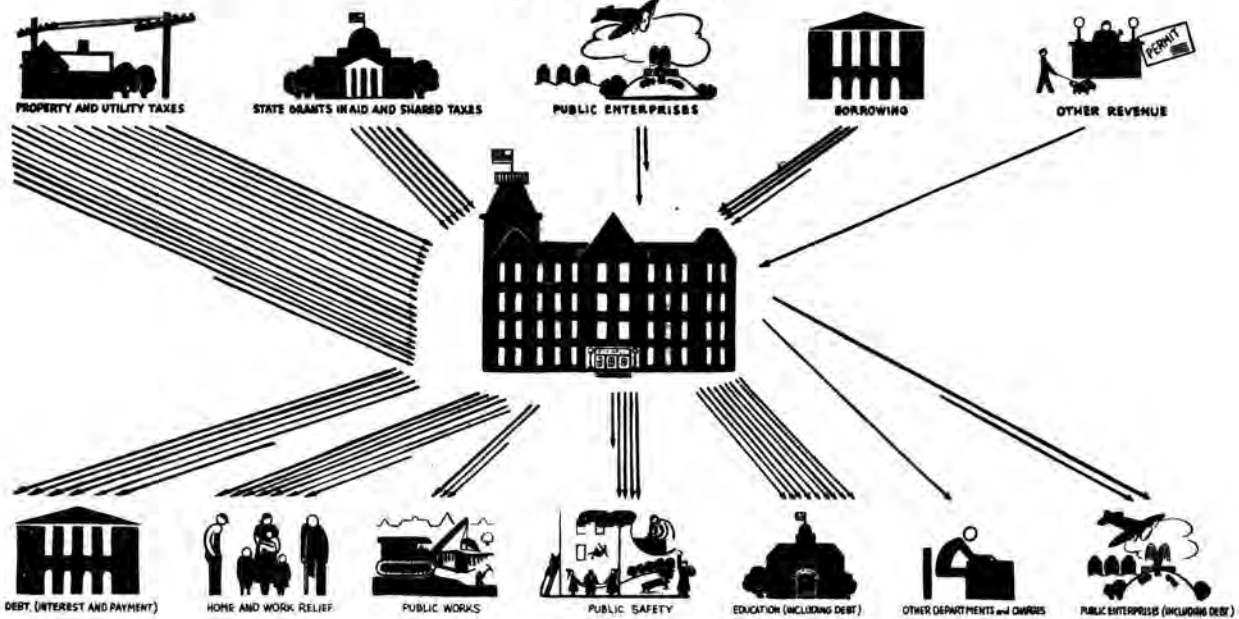 PERMIT
PROPERTY AND UTILITY TAXES
STATE GRANTS IN AID AND SHARED TAXES
PUBLIC ENTERPRISES
BORROWING
OTHER REVENUE
DEBT (INTEREST AND PAYMENT)
HOME AND WORK RELIEF
PUBLIC WORKS
PUBLIC SAFETY
EDUCATION (INCLUDING DEBT)
OTHER DEPARTMENTS and CHARGES
PUBLIC ENTERPRISES (INCLUDING DEBT)